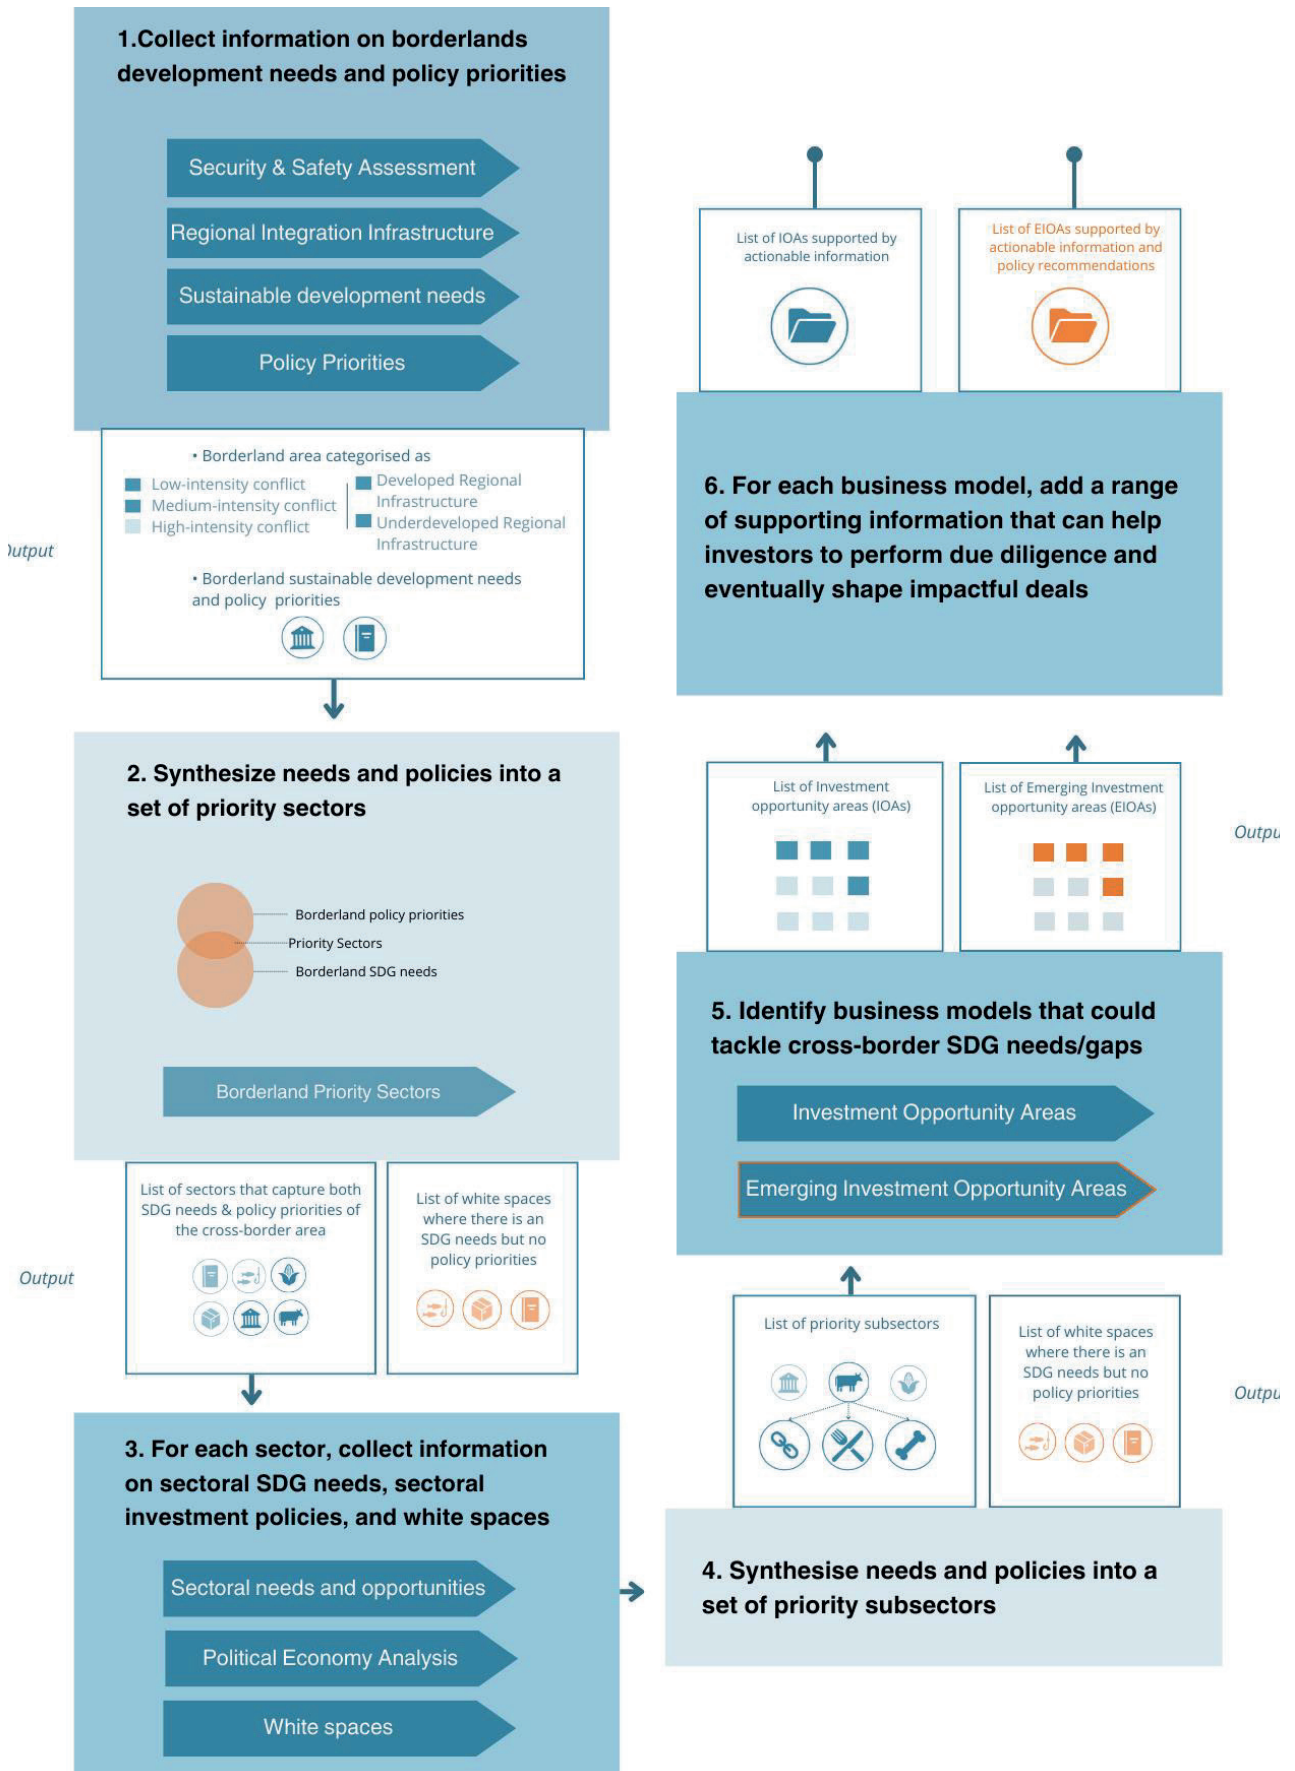 1.Collect information on borderlands
development needs and policy priorities
Security & Safety Assessment
Regional Integration Infrastructure
Sustainable development needs
Policy Priorities
• Borderland area categorised as
Low-intensity conflict
Medium-intensity conflict
High-intensity conflict
Developed Regional
Infrastructure
Underdeveloped Regional
Infrastructure
Output
• Borderland sustainable development needs
and policy priorities
2. Synthesize needs and policies into a
set of priority sectors
Borderland policy priorities
Priority Sectors
Borderland SDG needs
Borderland Priority Sectors
List of sectors that capture both
SDG needs & policy priorities of
the cross-border area
List of white spaces
where there is an
SDG needs but no
policy priorities
Output
3. For each sector, collect information
on sectoral SDG needs, sectoral
investment policies, and white spaces
Sectoral needs and opportunities
Political Economy Analysis
White spaces
4. Synthesise needs and policies into a
set of priority subsectors
List of priority subsectors
List of white spaces
where there is an
SDG needs but no
policy priorities
Outpu
5. Identify business models that could
tackle cross-border SDG needs/gaps
Investment Opportunity Areas
Emerging Investment Opportunity Areas
List of Investment
opportunity areas (IOAs)
List of Emerging Investment
opportunity areas (EIOAs)
Outpu
6. For each business model, add a range
of supporting information that can help
investors to perform due diligence and
eventually shape impactful deals
List of IOAs supported by
actionable information
List of EIOAs supported by
actionable information and
policy recommendations